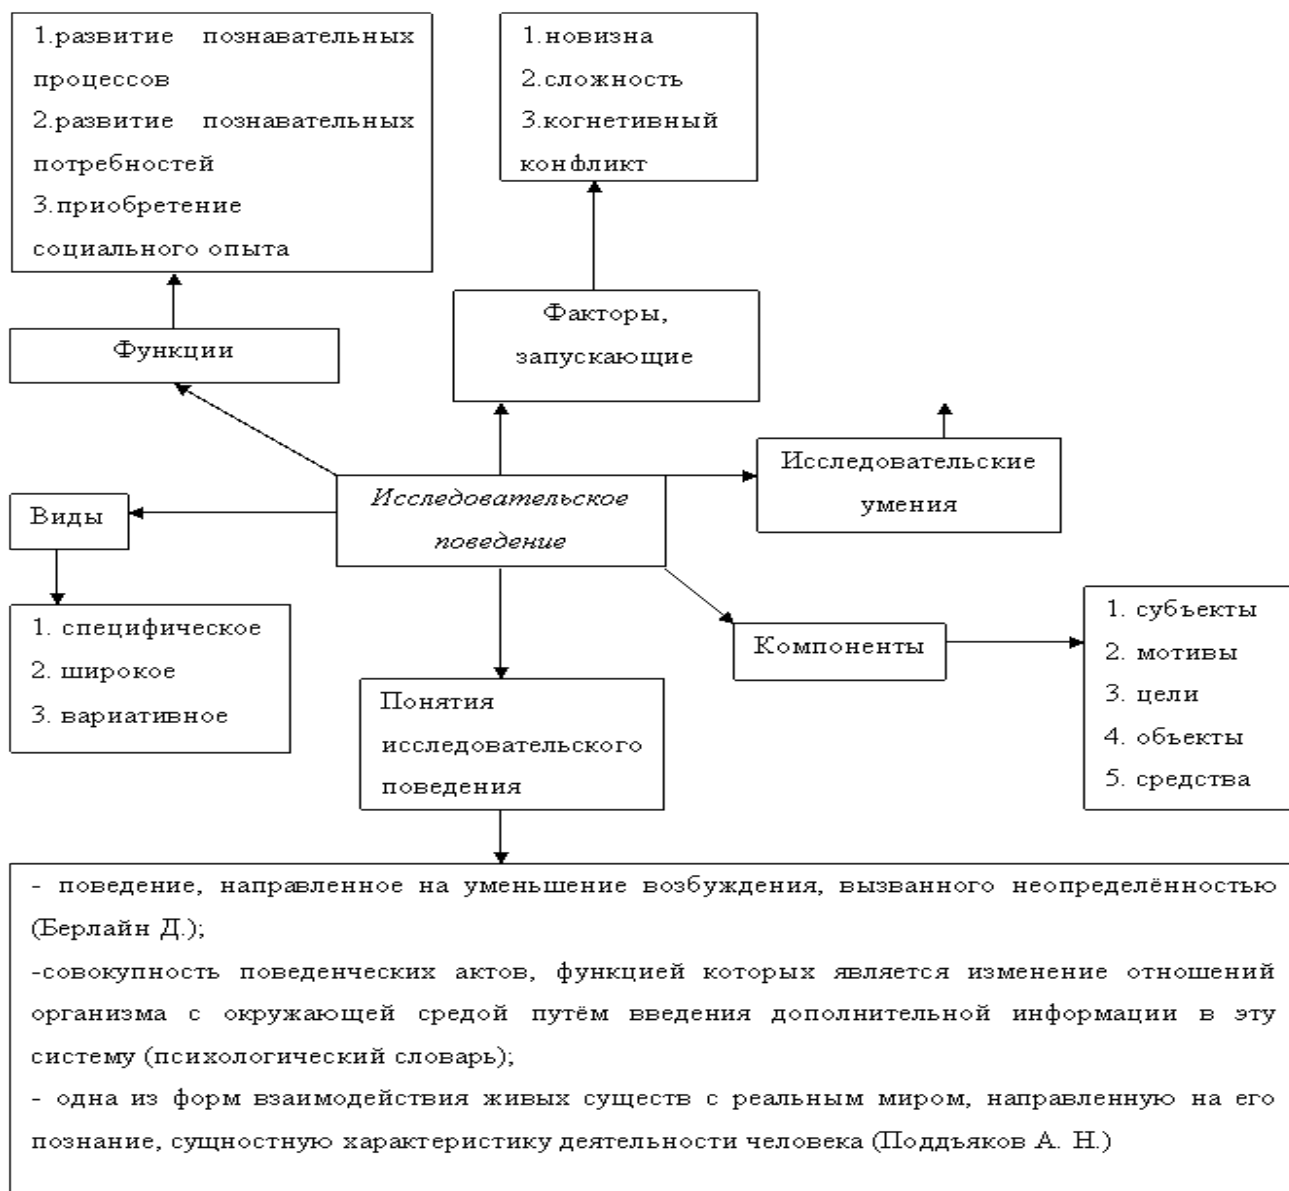 1.развитие познавательных
процессов
2.развитие познавательных
потребностей
3.приобретение
социального опыта
1.новизна
2.сложность
3.когнетивный
конфликт
Функции
Факторы,
запускающие
Исследовательские
умения
Исследовательское
поведение
Виды
1. специфическое
2. широкое
3. вариативное
Компоненты
1. субъекты
2. мотивы
3. цели
4. объекты
5. средства
Понятия
исследовательского
поведения
- поведение, направленное на уменьшение возбуждения, вызванного неопределённостью
(Берлайн Д.);
-совокупность поведенческих актов, функцией которых является изменение отношений
организма с окружающей средой путём введения дополнительной информации в эту
систему (психологический словарь);
- одна из форм взаимодействия живых существ с реальным миром, направленную на его
познание, сущностную характеристику деятельности человека (Поддъяков А. Н.)